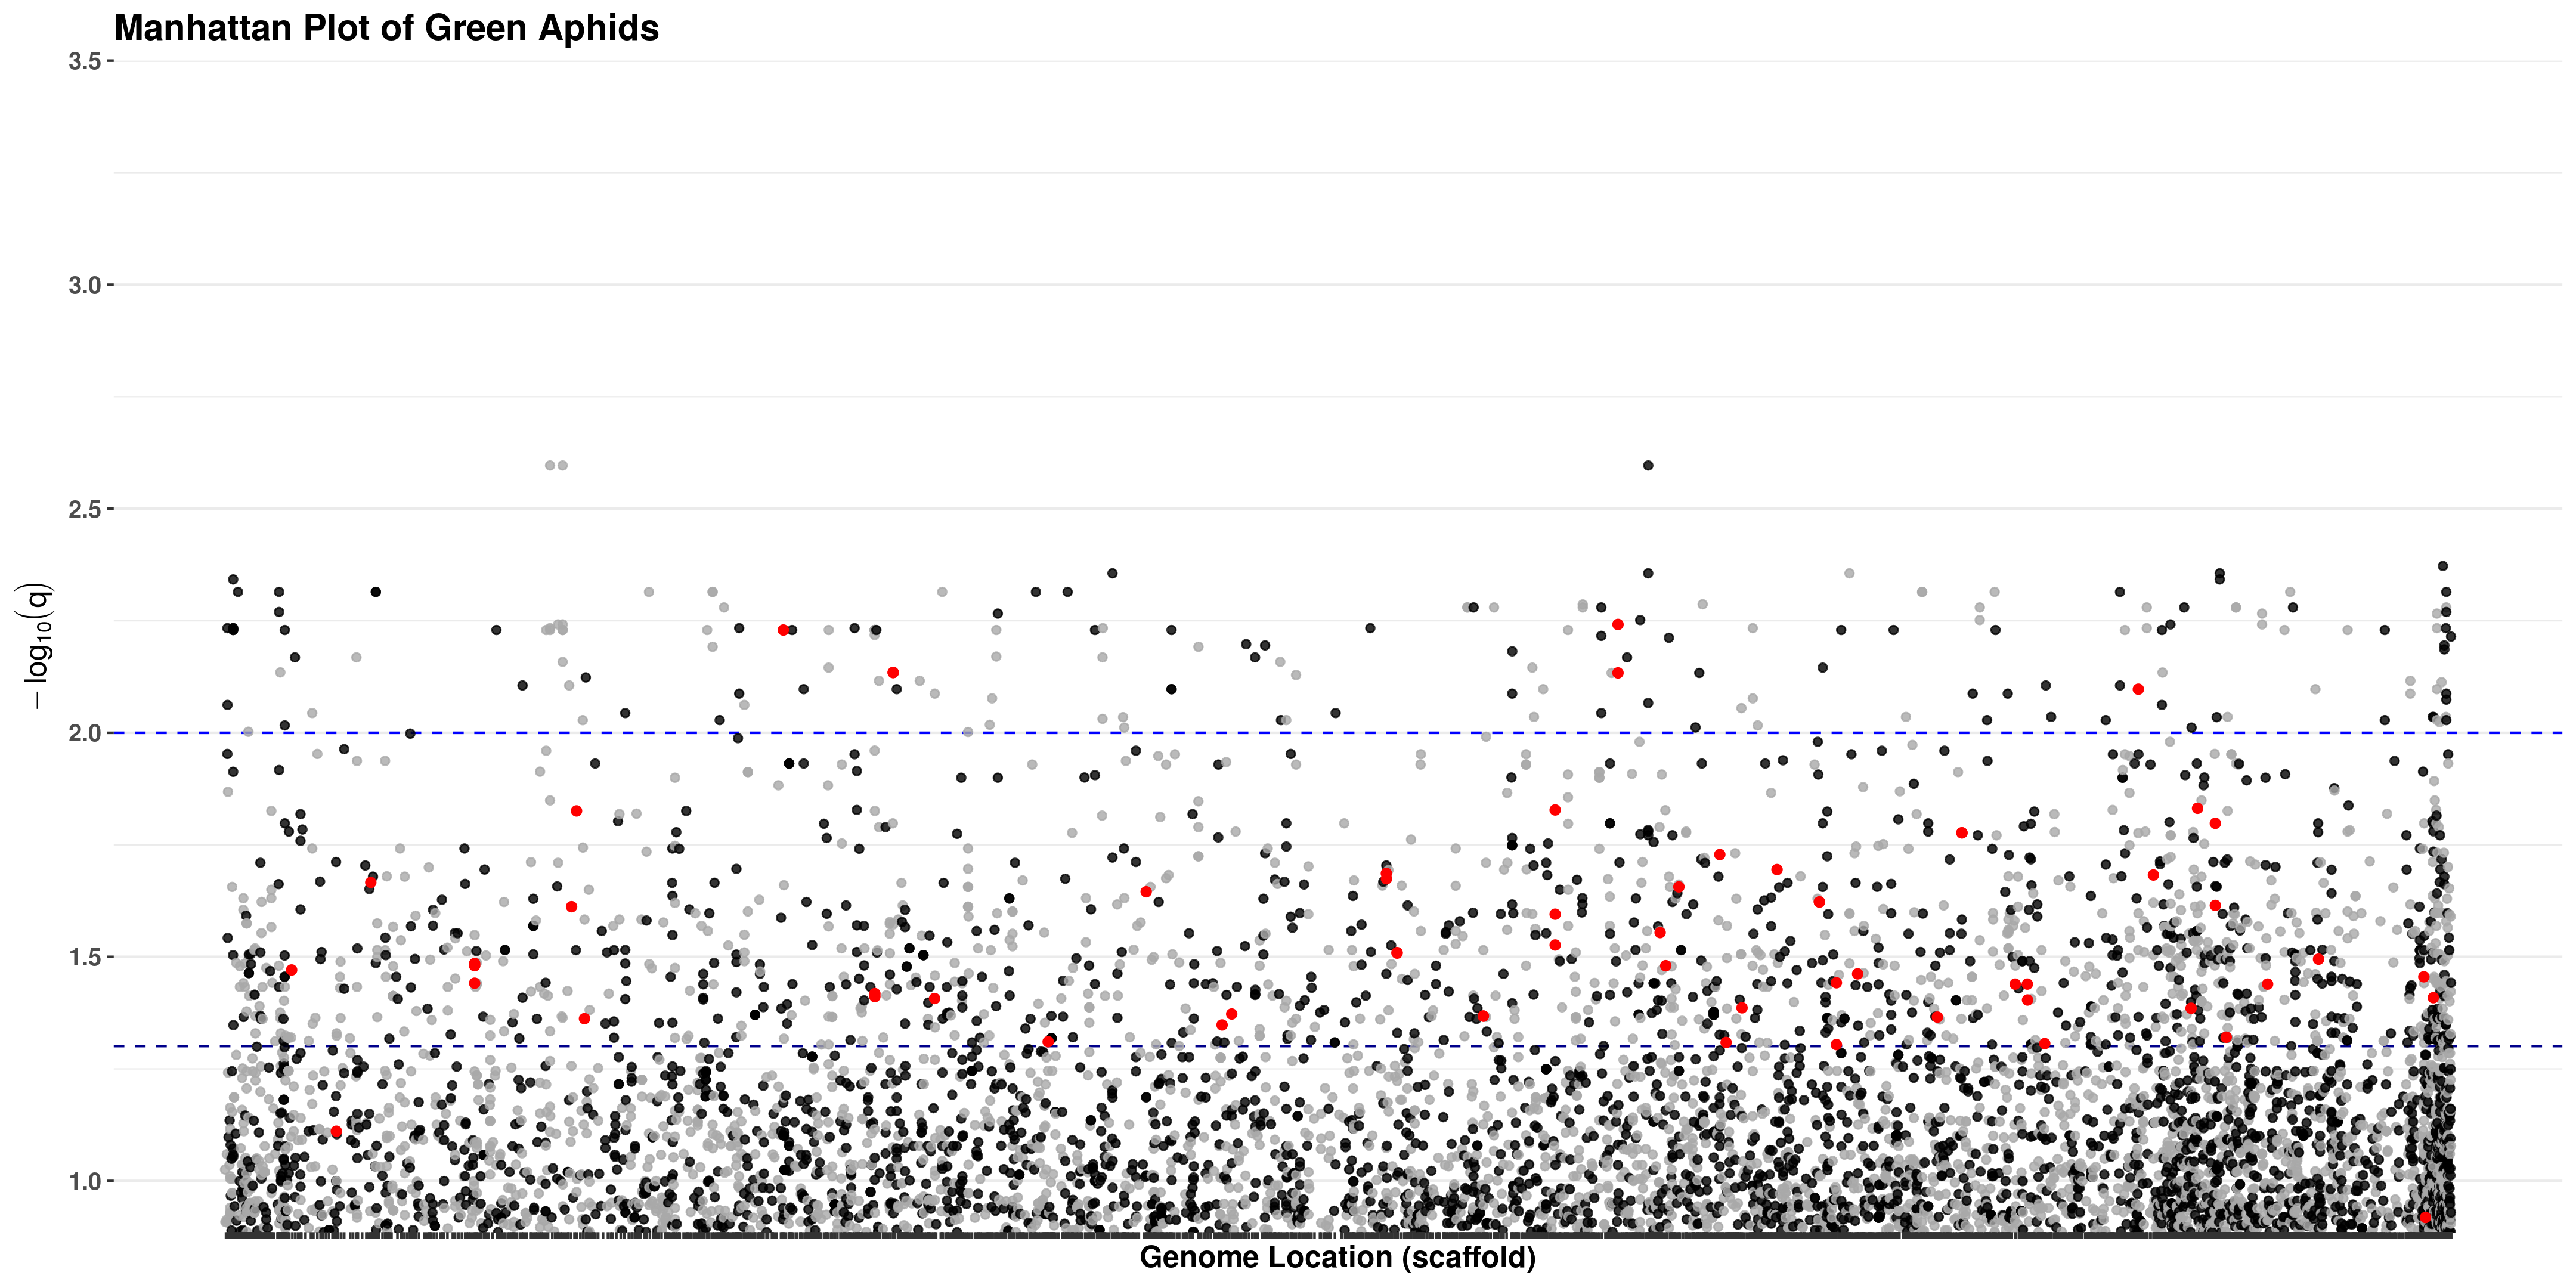 Manhattan Plot of Green Aphids
3.5
3.0
2.5
2.0
1.5
1.0
− log₁₀(q)
Genome Location (scaffold)